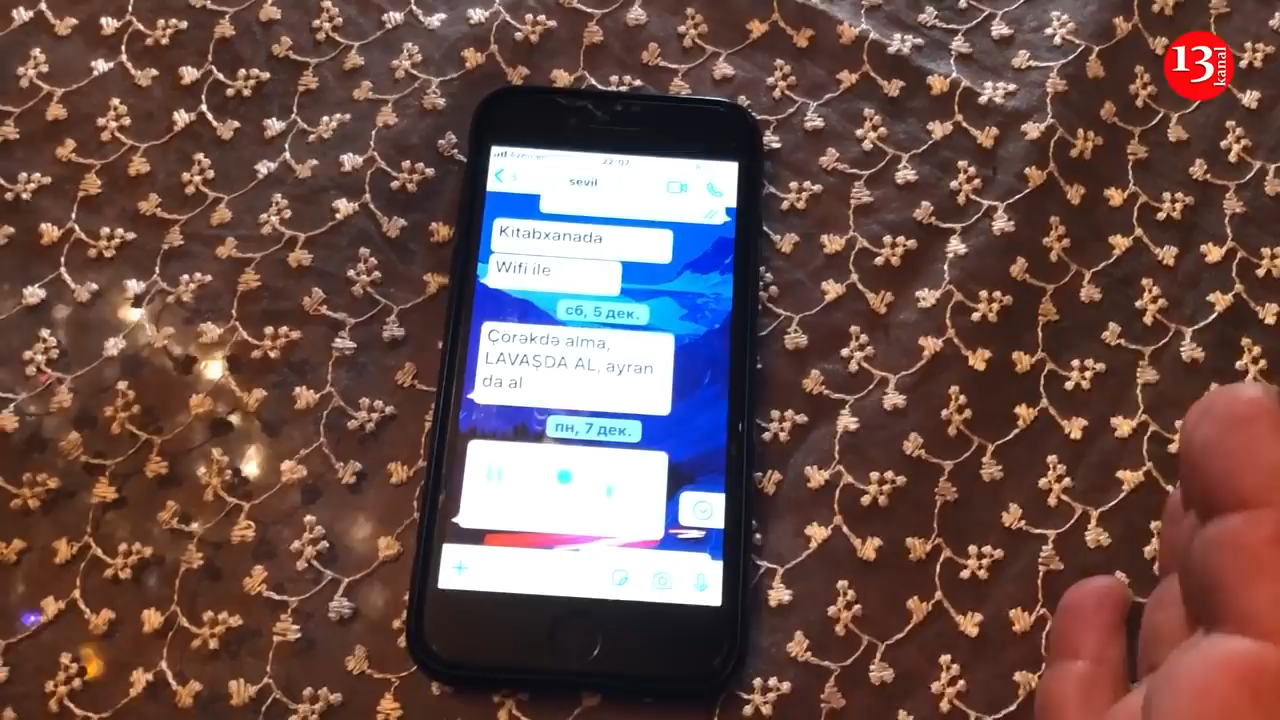 13
kanal
22:07
3
sevil
Kitabxanada
Wifi ile
сб, 5 дек.
Çörəkdə alma,
LAVAŞDA AL, ayran
da al
пн, 7 дек.